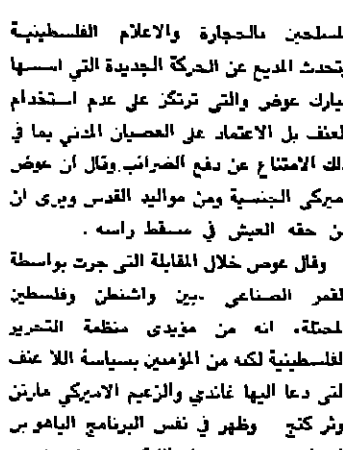 لمسلحين بالحجارة والاعلام الفلسطينية
يتحدث المذيع عن الحركة الجديدة التي اسسها
مبارك عوض والتي ترتكز على عدم استخدام
لعنف بل الاعتماد على العصيان المدني بما في
ذلك الامتناع عن دفع الضرائب وقال ان عوض
ميركي الجنسية ومن مواليد القدس ويرى ان
من حقه العيش في مسقط راسه .
وقال عوض خلال المقابلة التي جرت بواسطة
لقمر الصناعي بين واشنطن وفلسطين
لمحتلة، انه من مؤيدي منظمة التحرير
لفلسطينية لكنه من المؤمنين بسياسة اللا عنف
لتي دعا اليها غاندي والزعيم الاميركي مارتن
وثر كنج وظهر في نفس البرنامج الياهو بن